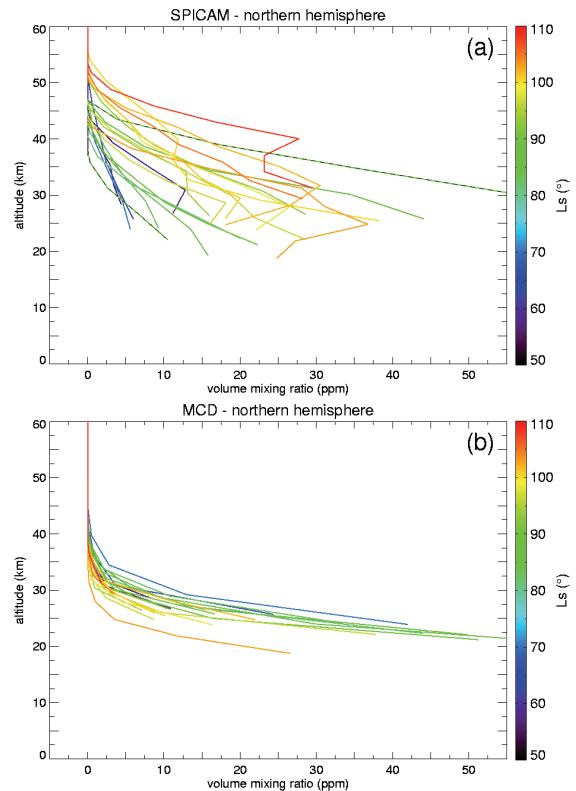 SPICAM - northern hemisphere
(a)
60
50
40
30
20
10
0
altitude (km)
0 10 20 30 40 50
volume mixing ratio (ppm)
110
100
90
80
70
60
50
Ls (°)
MCD - northern hemisphere
(b)
60
50
40
30
20
10
0
altitude (km)
0 10 20 30 40 50
volume mixing ratio (ppm)
110
100
90
80
70
60
50
Ls (°)